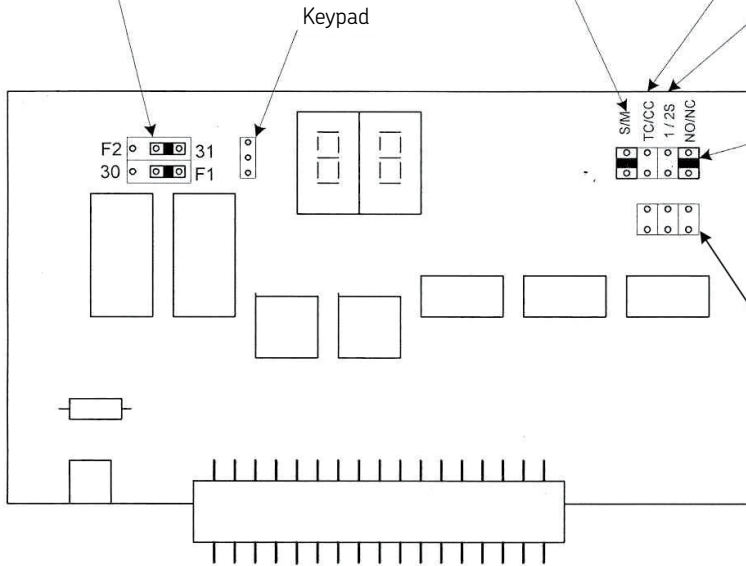 Keypad
S/M
TC/CC
1 / 2S
NO/NC
F2 31
30 F1